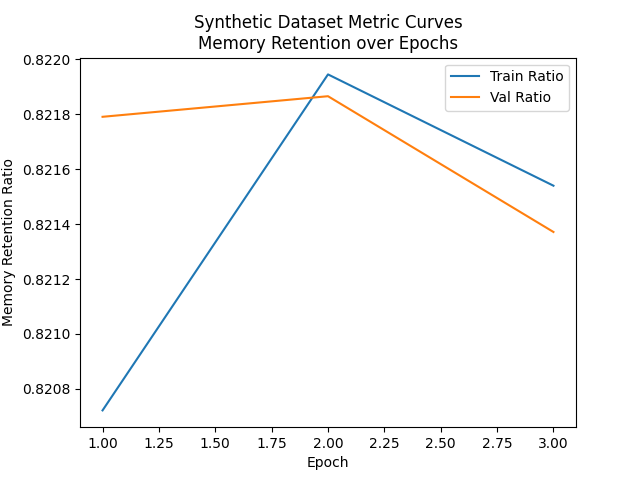 Synthetic Dataset Metric Curves
Memory Retention over Epochs
Train Ratio
Val Ratio
Memory Retention Ratio
0.8220
0.8218
0.8216
0.8214
0.8212
0.8210
0.8208
1.00 1.25 1.50 1.75 2.00 2.25 2.50 2.75 3.00
Epoch